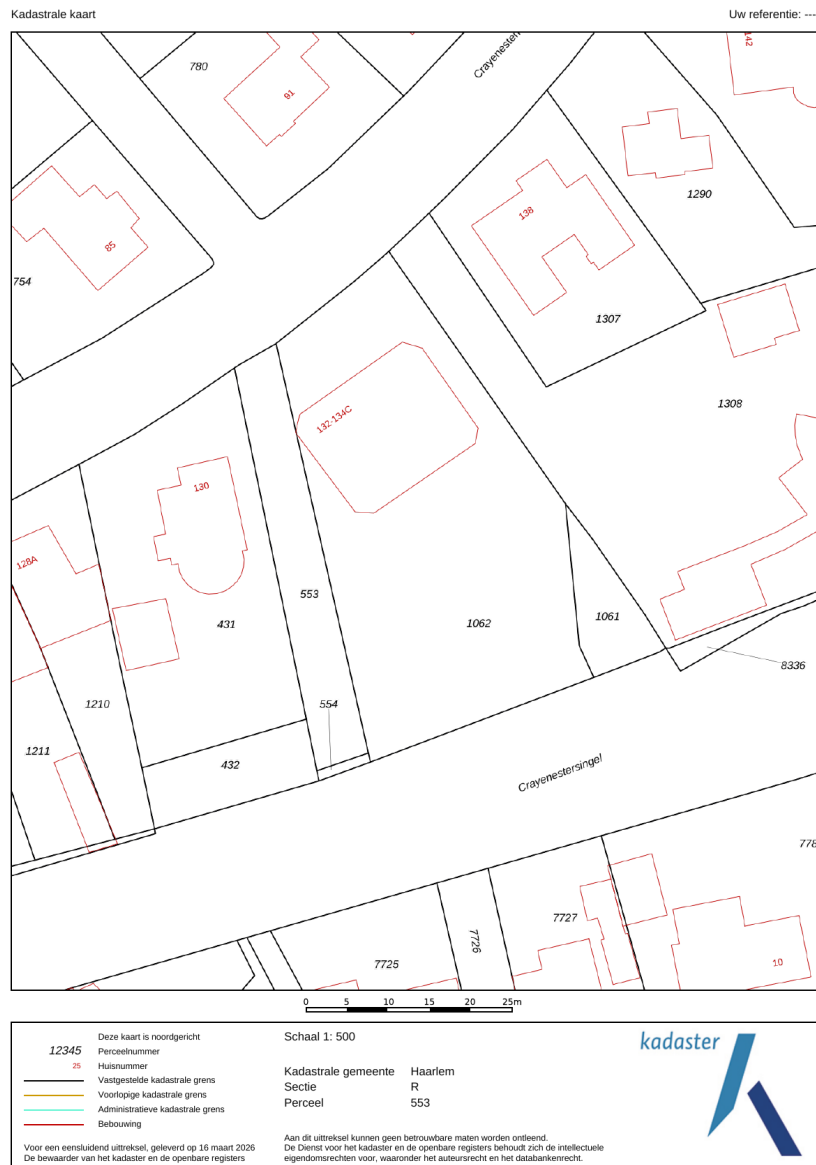 Kadastrale kaart
Uw referentie: ---
780
91
Crayenester
142
1290
138
85
754
1307
1308
132-134C
130
128A
553
431
1062
1061
8336
1210
554
1211
432
Crayenestersingel
778
7727
7726
7725
10
0 5 10 15 20 25m
Deze kaart is noordgericht
12345 Perceelnummer
25 Huisnummer
Vastgestelde kadastrale grens
Voorlopige kadastrale grens
Administratieve kadastrale grens
Bebouwing
Voor een eensluidend uittreksel, geleverd op 16 maart 2026
De bewaarder van het kadaster en de openbare registers
Schaal 1: 500
Kadastrale gemeente Haarlem
Sectie R
Perceel 553
Aan dit uittreksel kunnen geen betrouwbare maten worden ontleend.
De Dienst voor het kadaster en de openbare registers behoudt zich de intellectuele
eigendomsrechten voor, waaronder het auteursrecht en het databankenrecht.
kadaster